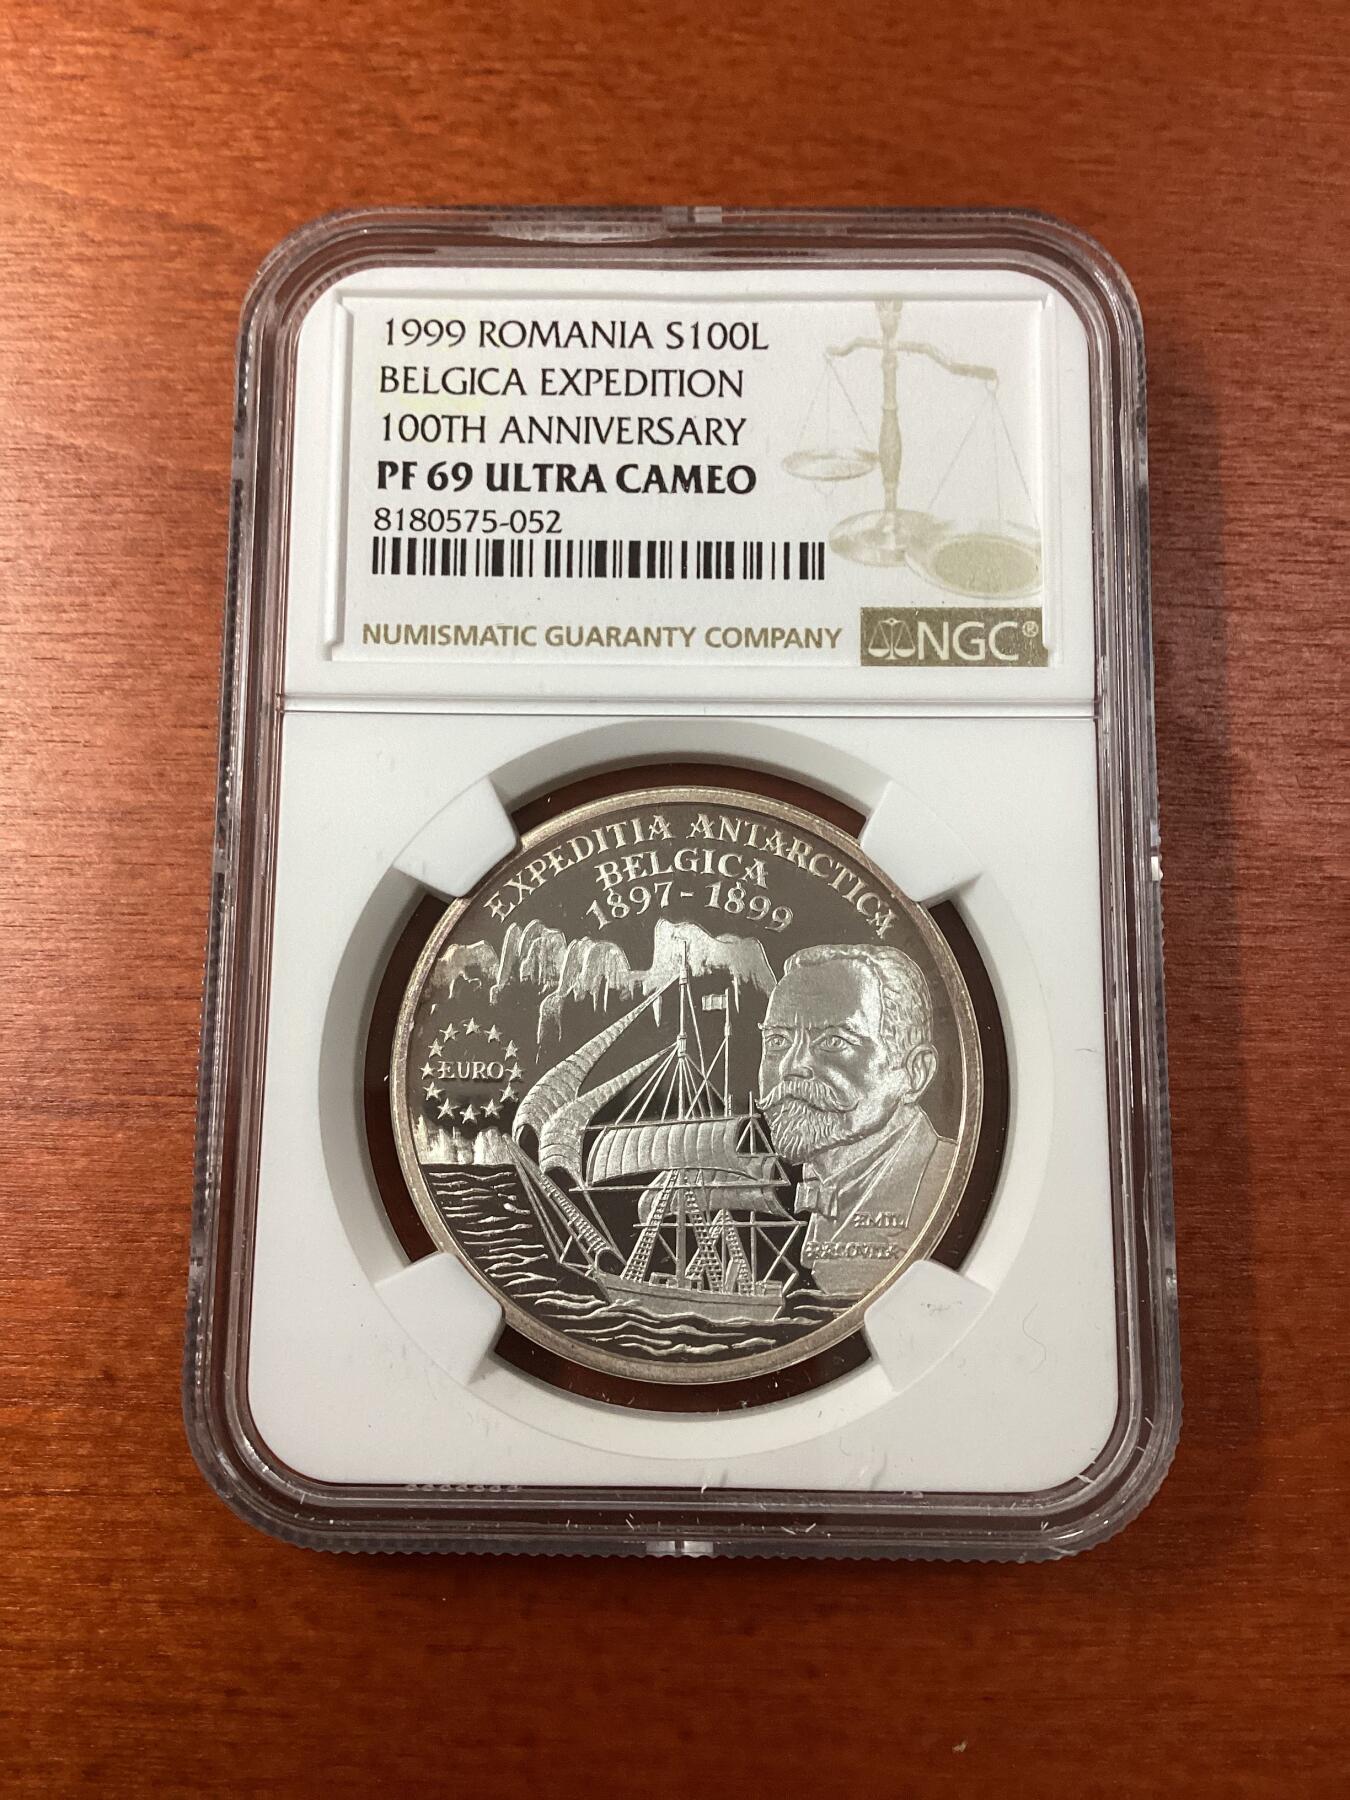 1999 ROMANIA S100L
BELGICA EXPEDITION
100TH ANNIVERSARY
PF 69 ULTRA CAMEO
8180575-052
NUMISMATIC GUARANTY COMPANY
NGC®
EXPEDITIA ANTARCTICA
BELGICA
1897-1899
EURO
EMIL